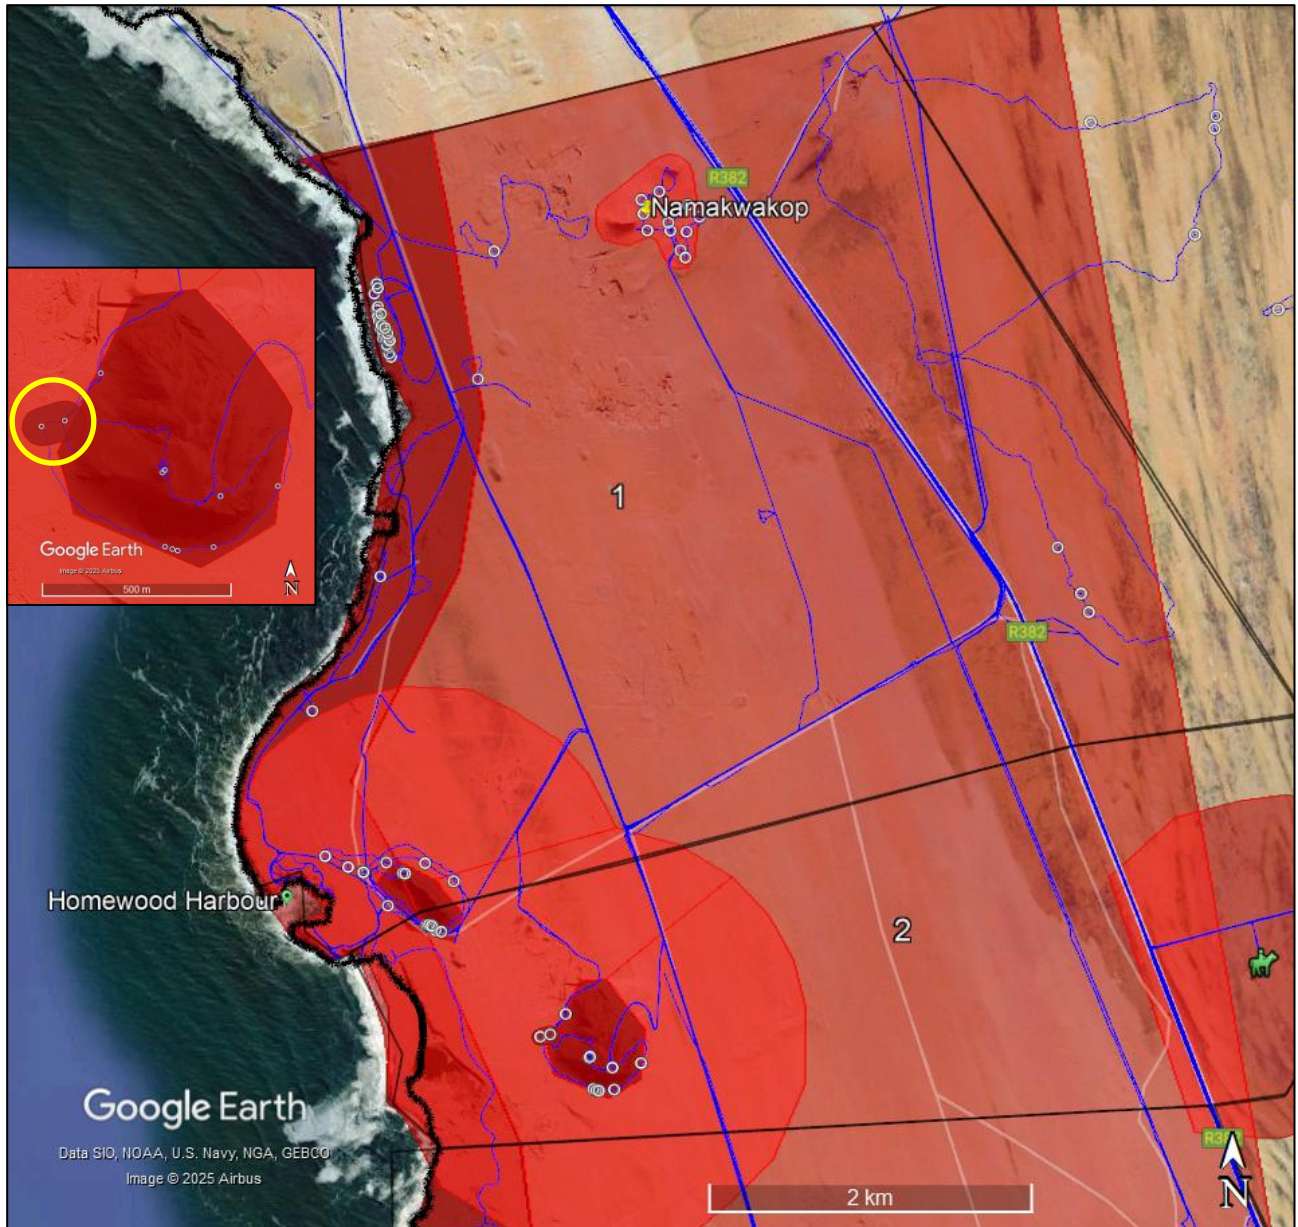 R382
Namakwakop
1
Google Earth
Image © 2025 Airbus
500 m
N
R382
Homewood Harbour
2
Google Earth
Data SIO, NOAA, U.S. Navy, NGA, GEBCO
Image © 2025 Airbus
2 km
N